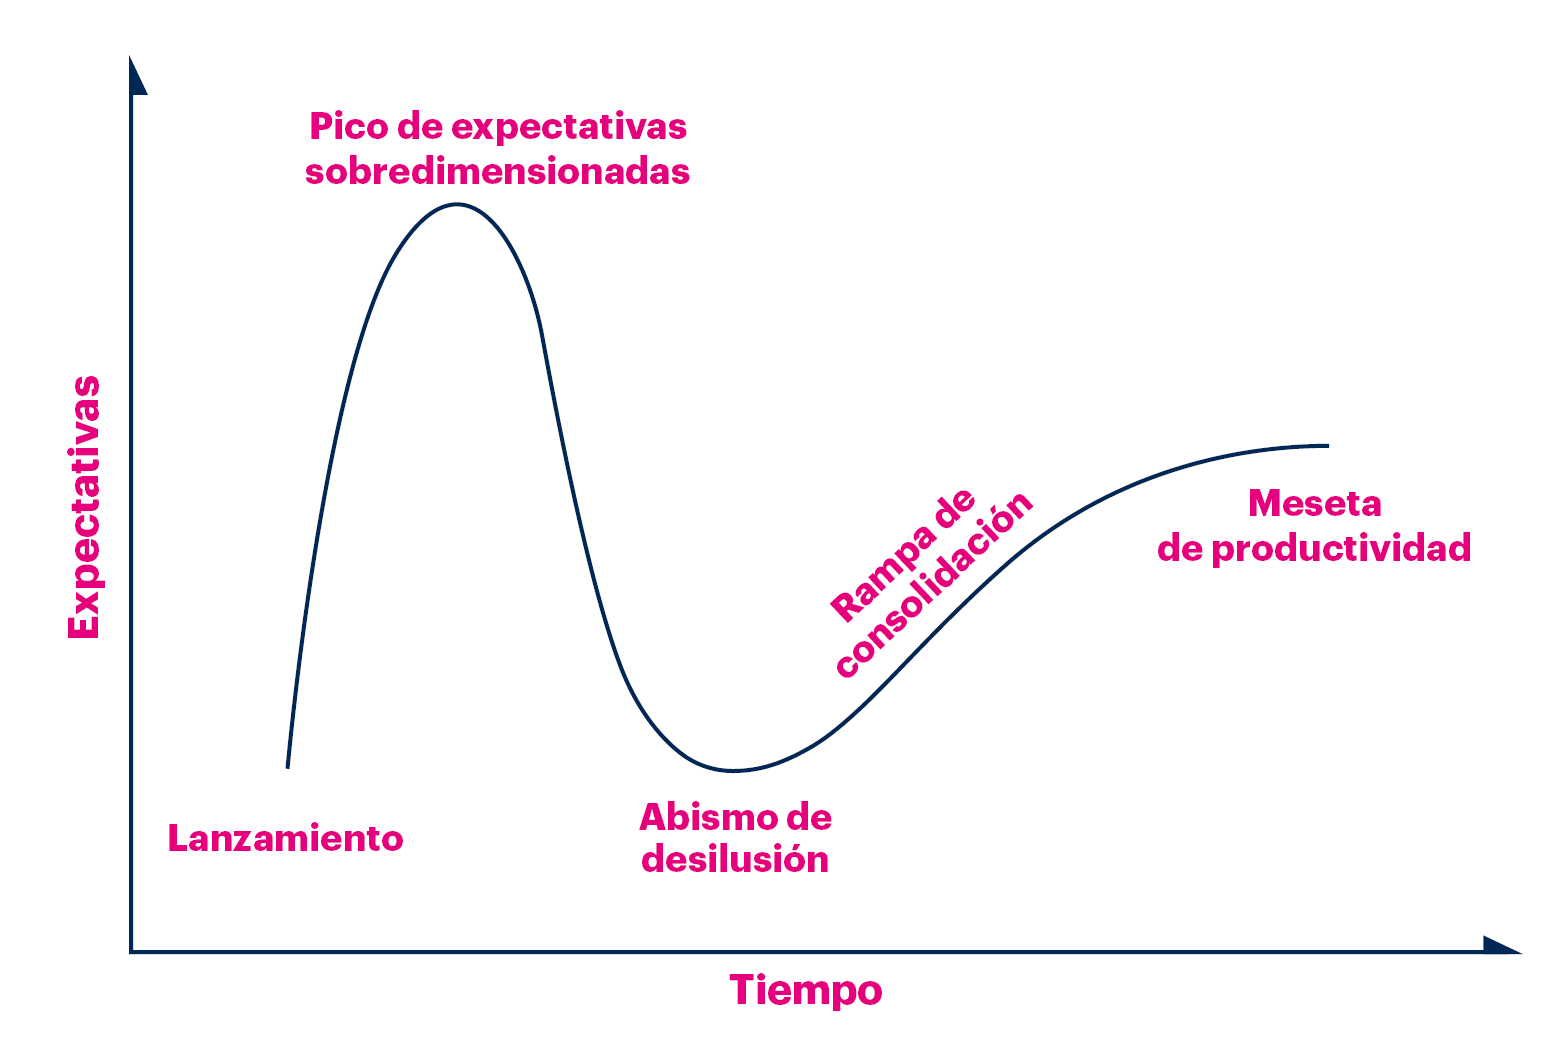 Pico de expectativas
sobredimensionadas
Expectativas
Rampa de
consolidación
Meseta
de productividad
Lanzamiento
Abismo de
desilusión
Tiempo